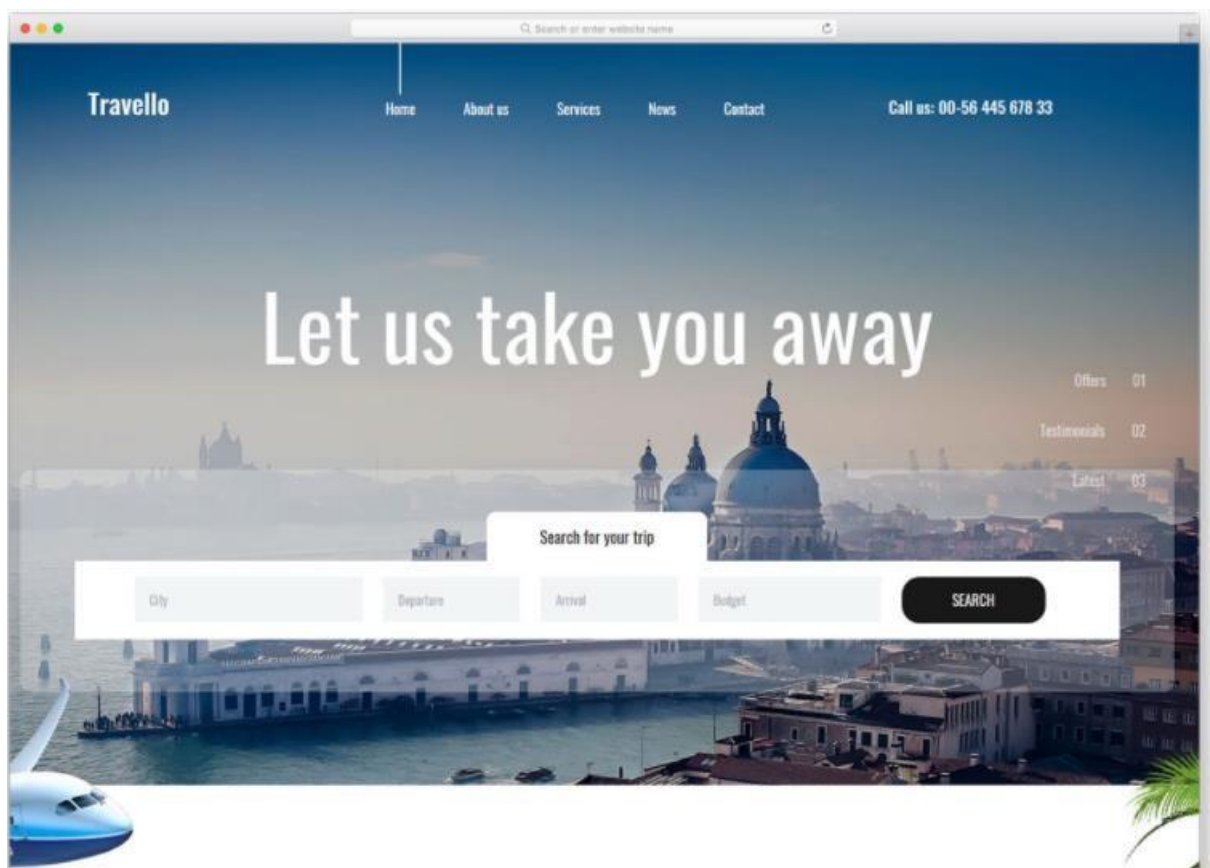 Search or enter website name
Travello
Home About us Services News Contact
Call us: 00-56 445 678 33
Let us take you away
Offers 01
Testimonials 02
Latest 03
Search for your trip
City Departure Arrival Budget SEARCH